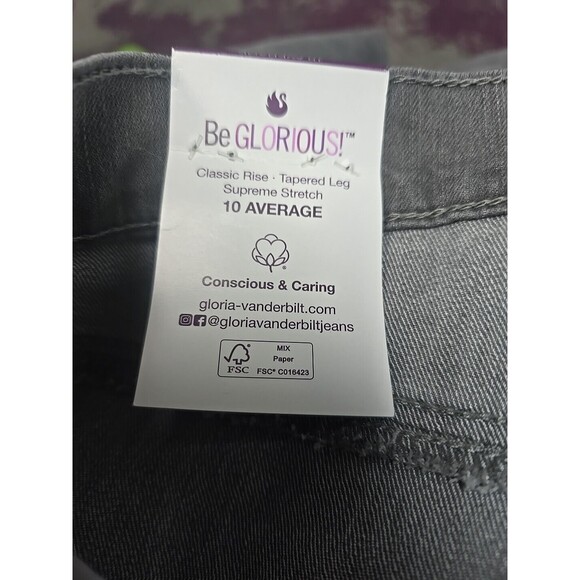 Be GLORIOUS!™
Classic Rise · Tapered Leg
Supreme Stretch
10 AVERAGE
®
Conscious & Caring
gloria-vanderbilt.com
@gloriavanderbiltjeans
FSC
MIX
Paper
FSC® C016423